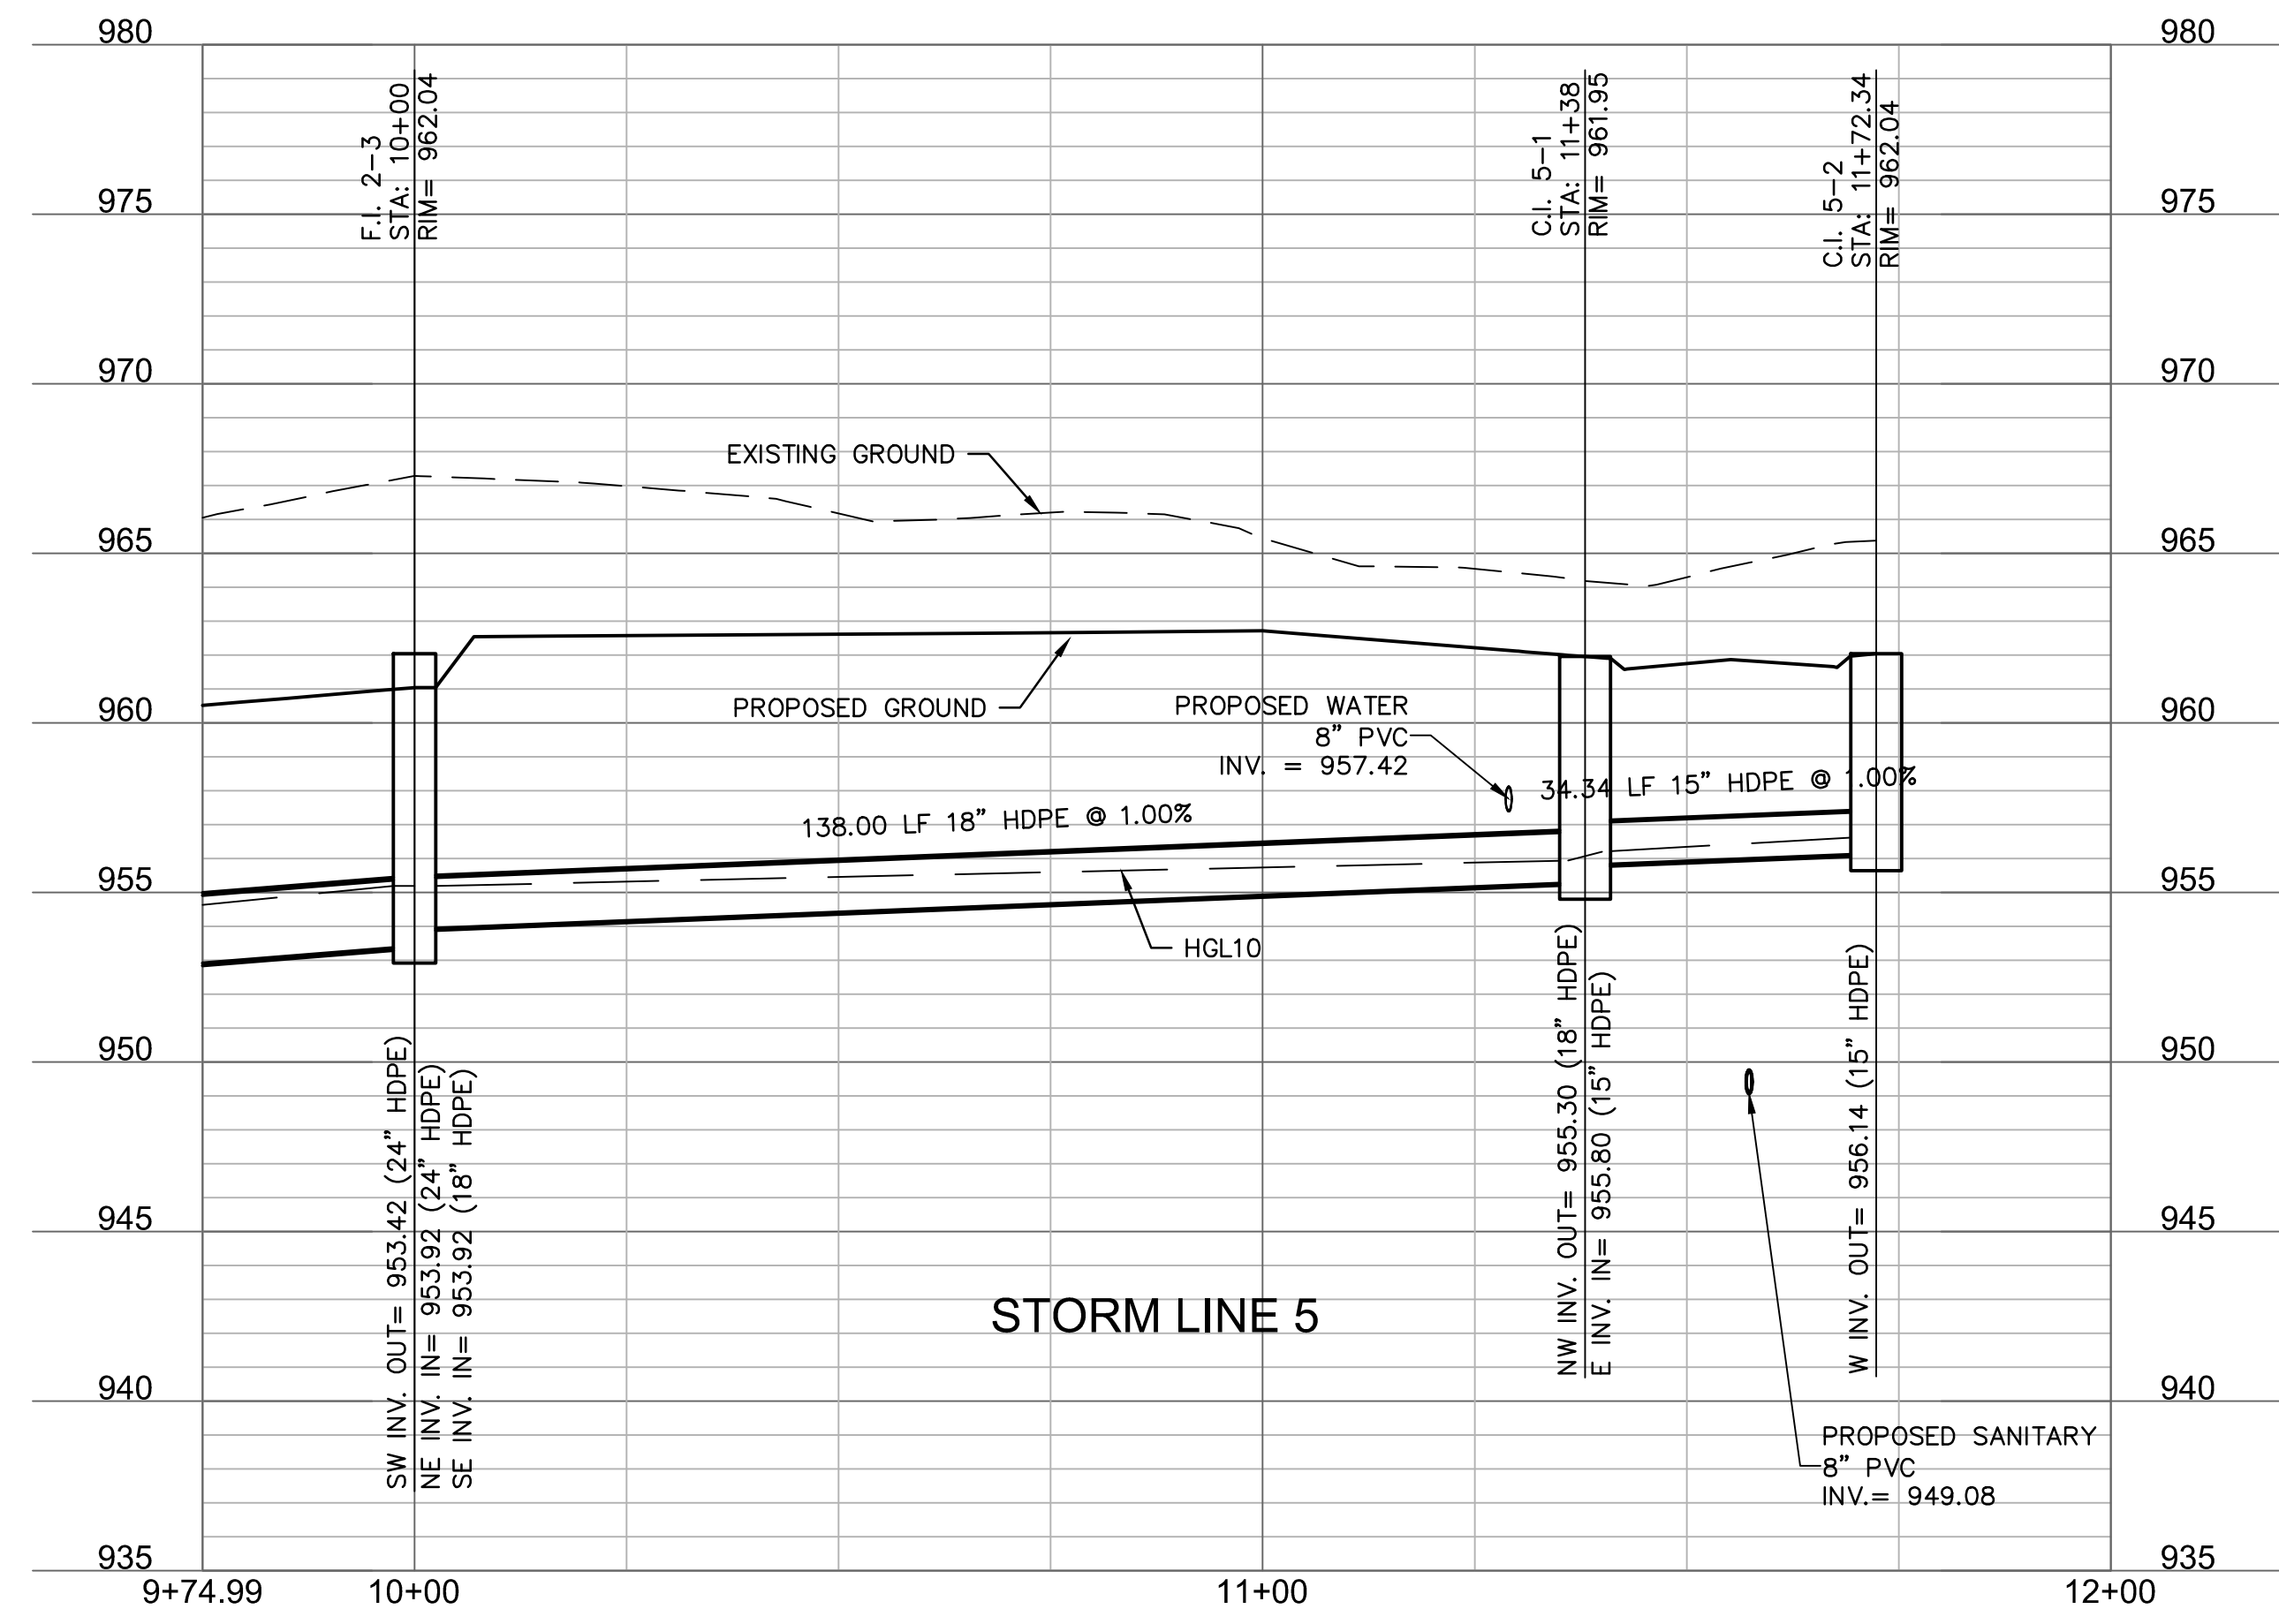 980
980
975
975
970
970
965
965
960
960
955
955
950
950
945
945
940
940
935
935
F.I. 2-3
STA: 10+00
RIM= 962.04
C.I. 5-1
STA: 11+38
RIM= 961.95
C.I. 5-2
STA: 11+72.34
RIM= 962.04
EXISTING GROUND
PROPOSED GROUND
PROPOSED WATER
8" PVC
INV. = 957.42
138.00 LF 18" HDPE @ 1.00%
34.34 LF 15" HDPE @ 1.00%
HGL10
SW INV. OUT= 953.42 (24" HDPE)
NE INV. IN= 953.92 (24" HDPE)
SE INV. IN= 953.92 (18" HDPE)
NW INV. OUT= 955.30 (18" HDPE)
E INV. IN= 955.80 (15" HDPE)
W INV. OUT= 956.14 (15" HDPE)
STORM LINE 5
PROPOSED SANITARY
8" PVC
INV.= 949.08
9+74.99
10+00
11+00
12+00